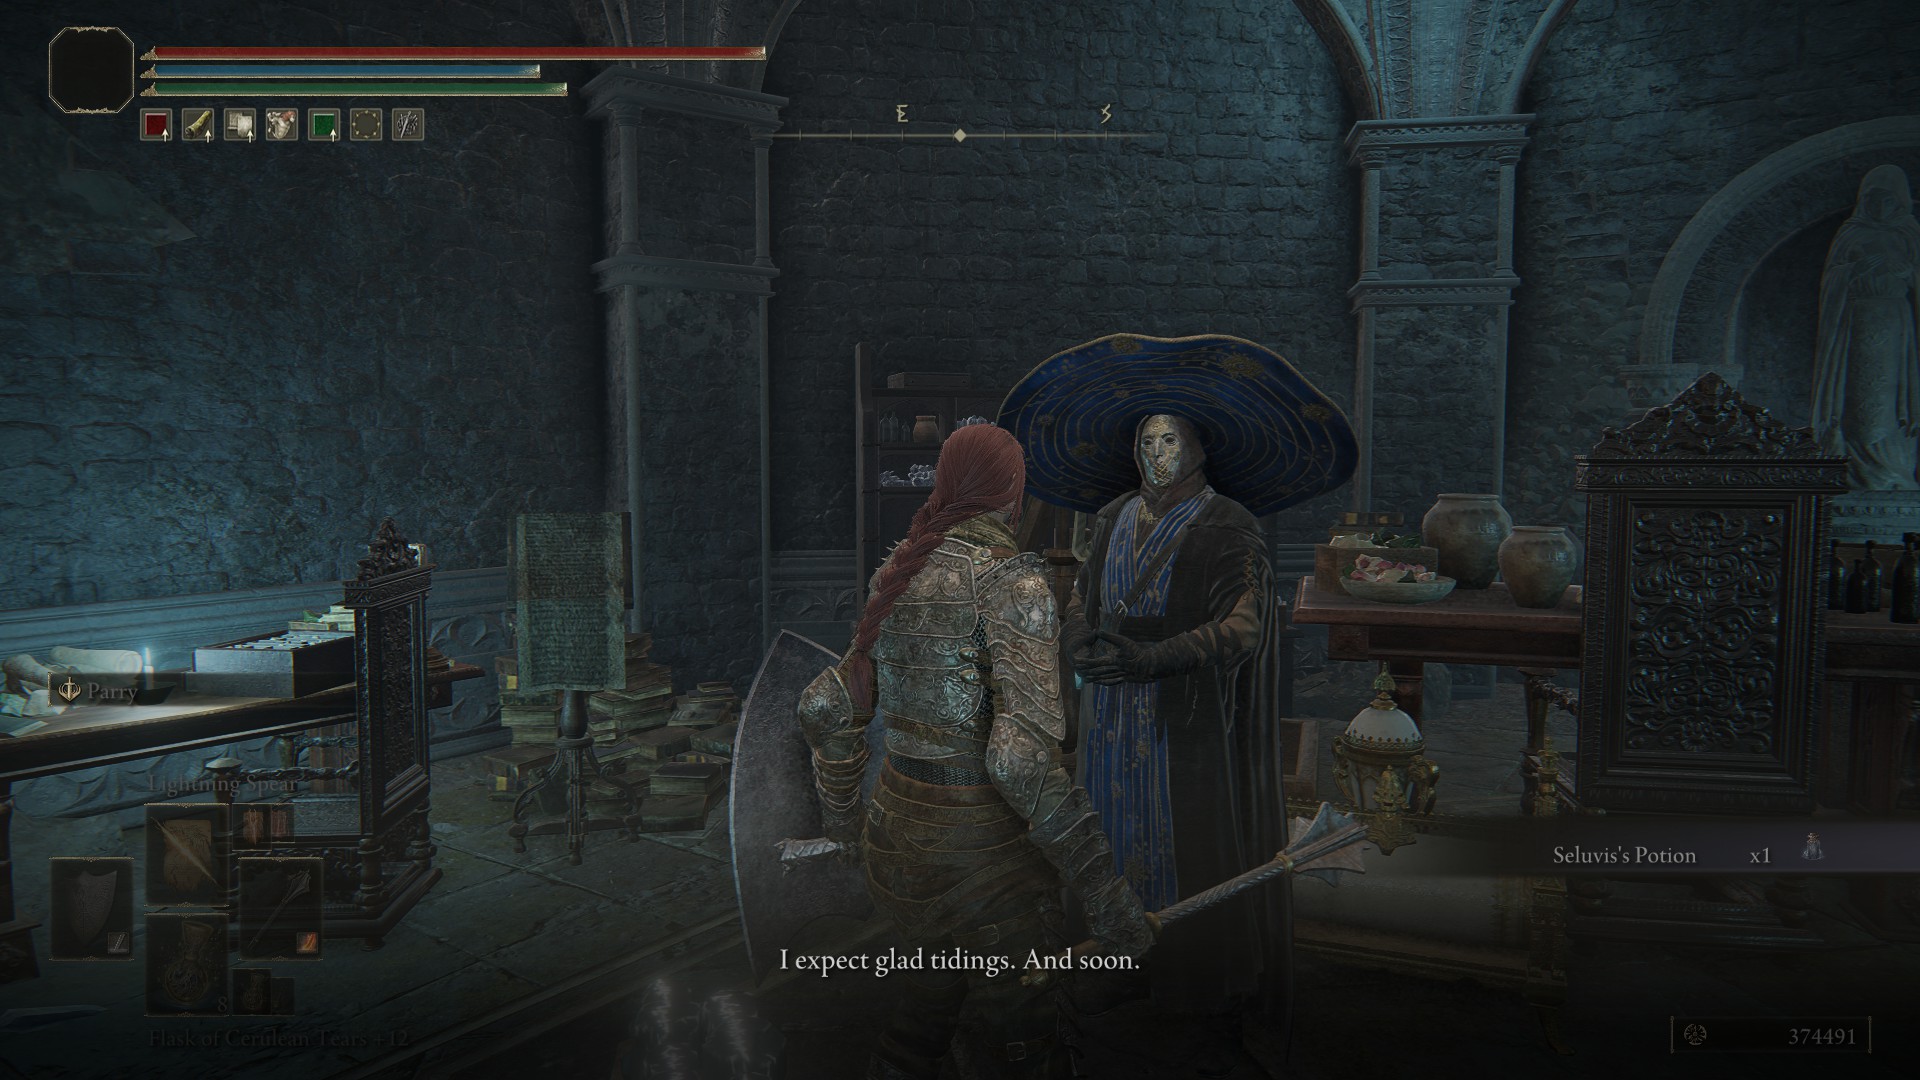 E S
Parry
Lightning Spear
Seluvis's Potion x1
I expect glad tidings. And soon.
8
Flask of Cerulean Tears +12
374491